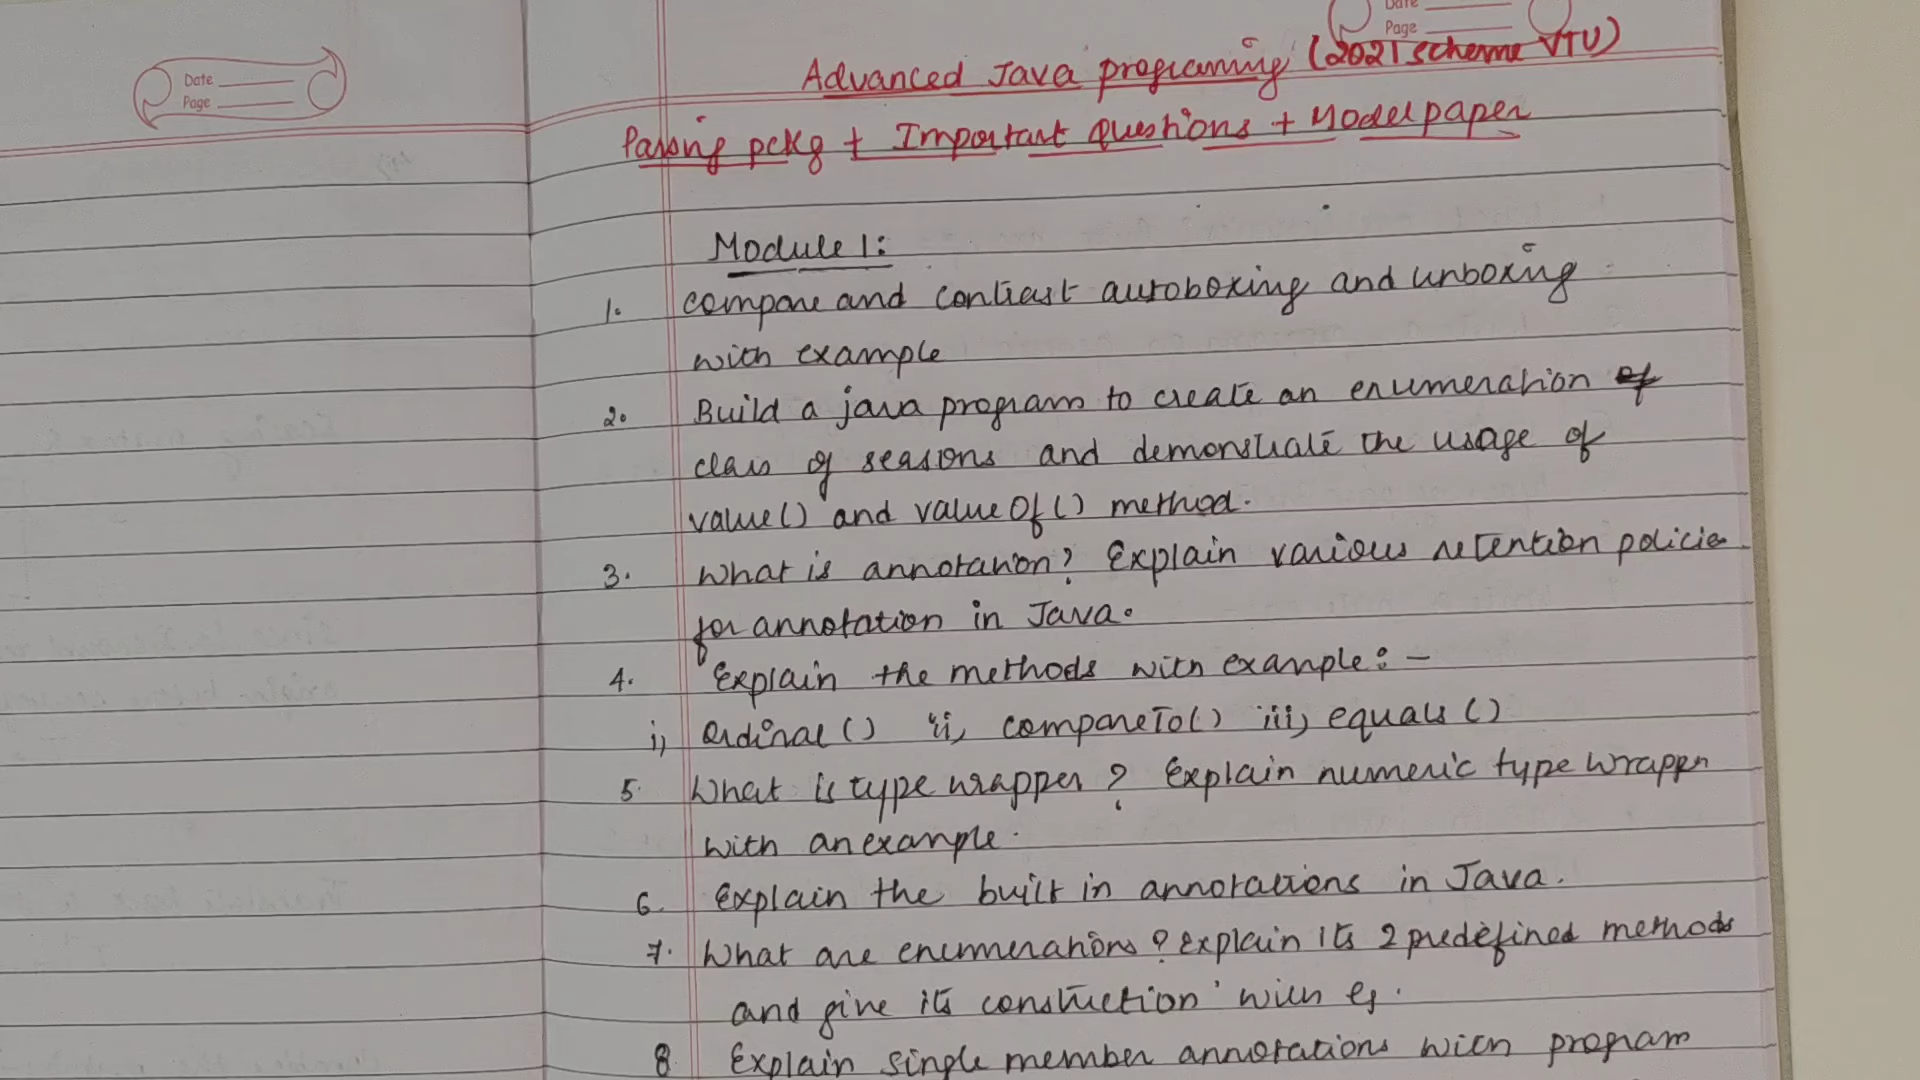 Date
Page
Date
Page
Advanced Java programing (2021 scheme VTU)
Passing pckg + Important Questions + Model paper
Module 1:
1. compare and contrast autoboxing and unboxing
with example
2. Build a java program to create an enumeration of
class of seasons and demonstrate the usage of
value() and valueOf() method.
3. What is annotation? Explain various retention policies
for annotation in Java.
4. Explain the methods with example: -
i) ordinal() ii) compareTo() iii) equals()
5. What is type wrapper? Explain numeric type wrapper
with an example.
6. Explain the built in annotations in Java.
7. What are enumerations? explain its 2 predefined methods
and give its construction with eg.
8 Explain single member annotations with program